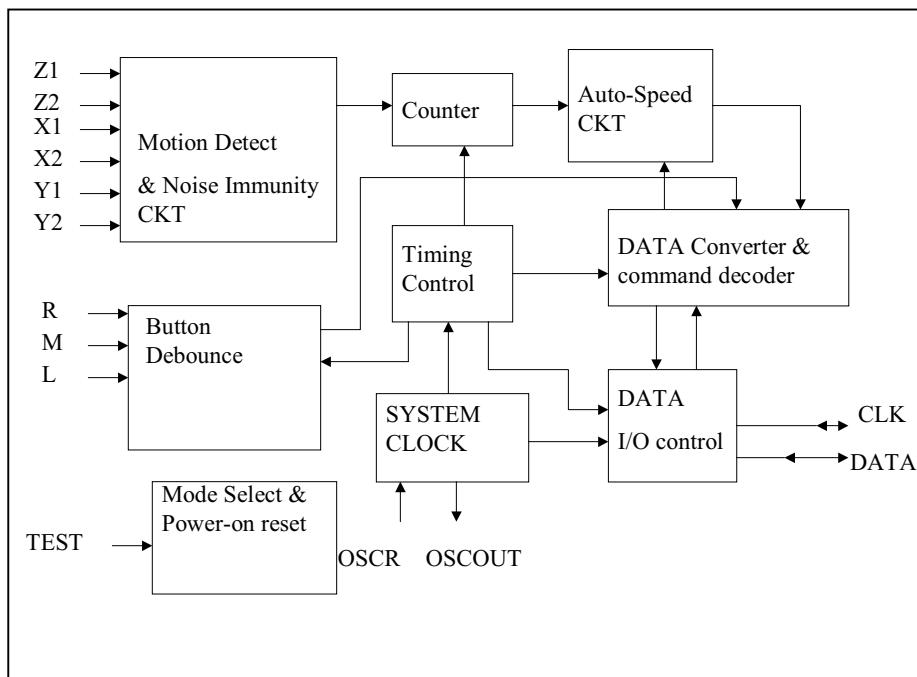 Z1
Z2
X1
X2
Y1
Y2
Motion Detect
& Noise Immunity
CKT
Counter
Auto-Speed
CKT
Timing
Control
DATA Converter &
command decoder
R
M
L
Button
Debounce
SYSTEM
CLOCK
DATA
I/O control
CLK
DATA
Mode Select &
Power-on reset
TEST
OSCR
OSCOUT